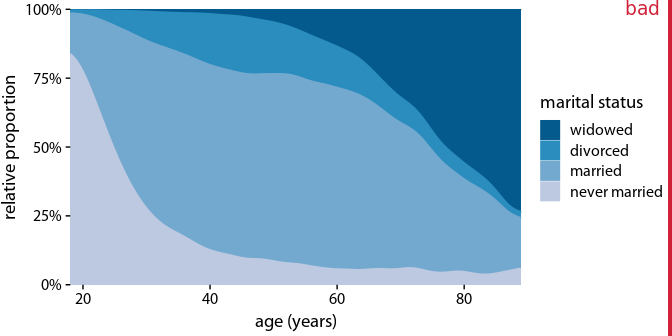 bad
100%
75%
50%
25%
0%
relative proportion
20
40
60
80
age (years)
marital status
widowed
divorced
married
never married